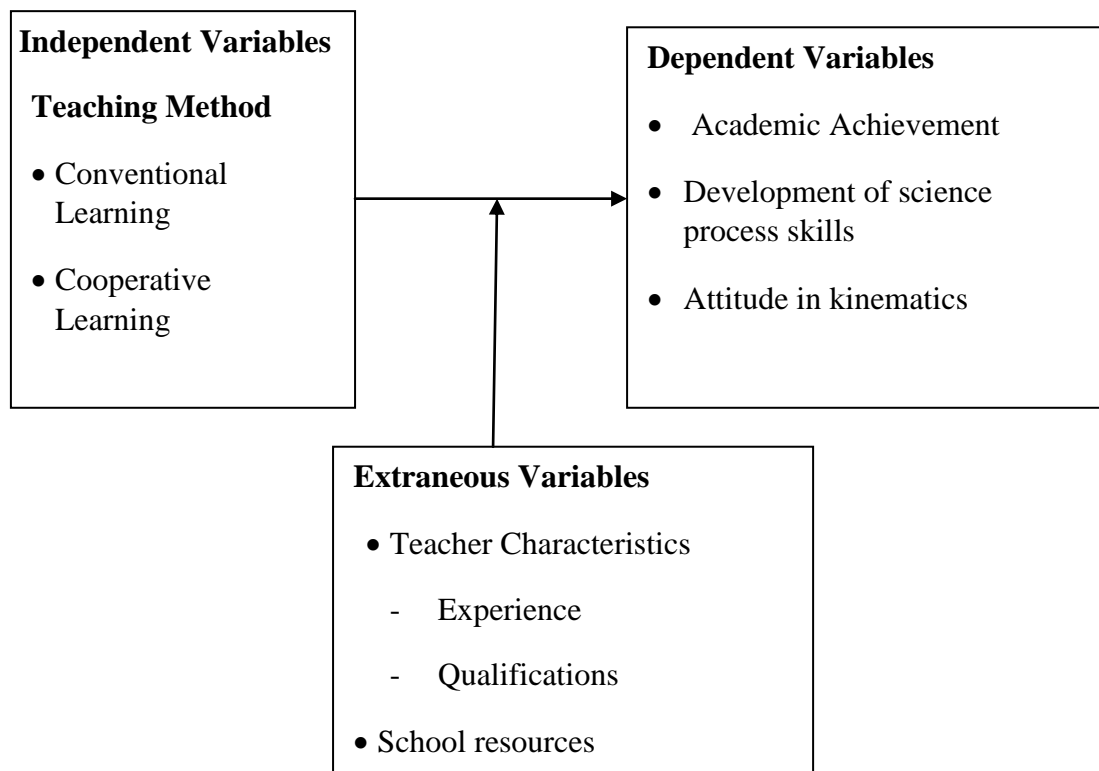 Independent Variables
Teaching Method
• Conventional
Learning
• Cooperative
Learning
Dependent Variables
• Academic Achievement
• Development of science
process skills
• Attitude in kinematics
Extraneous Variables
• Teacher Characteristics
- Experience
- Qualifications
• School resources